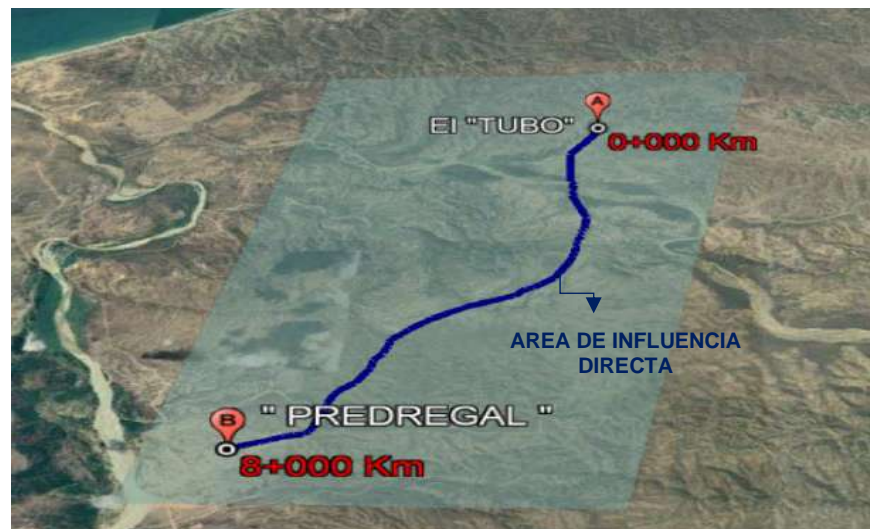 A
El "TUBO"
0+000 Km
AREA DE INFLUENCIA
DIRECTA
B
" PREDREGAL "
8+000 Km